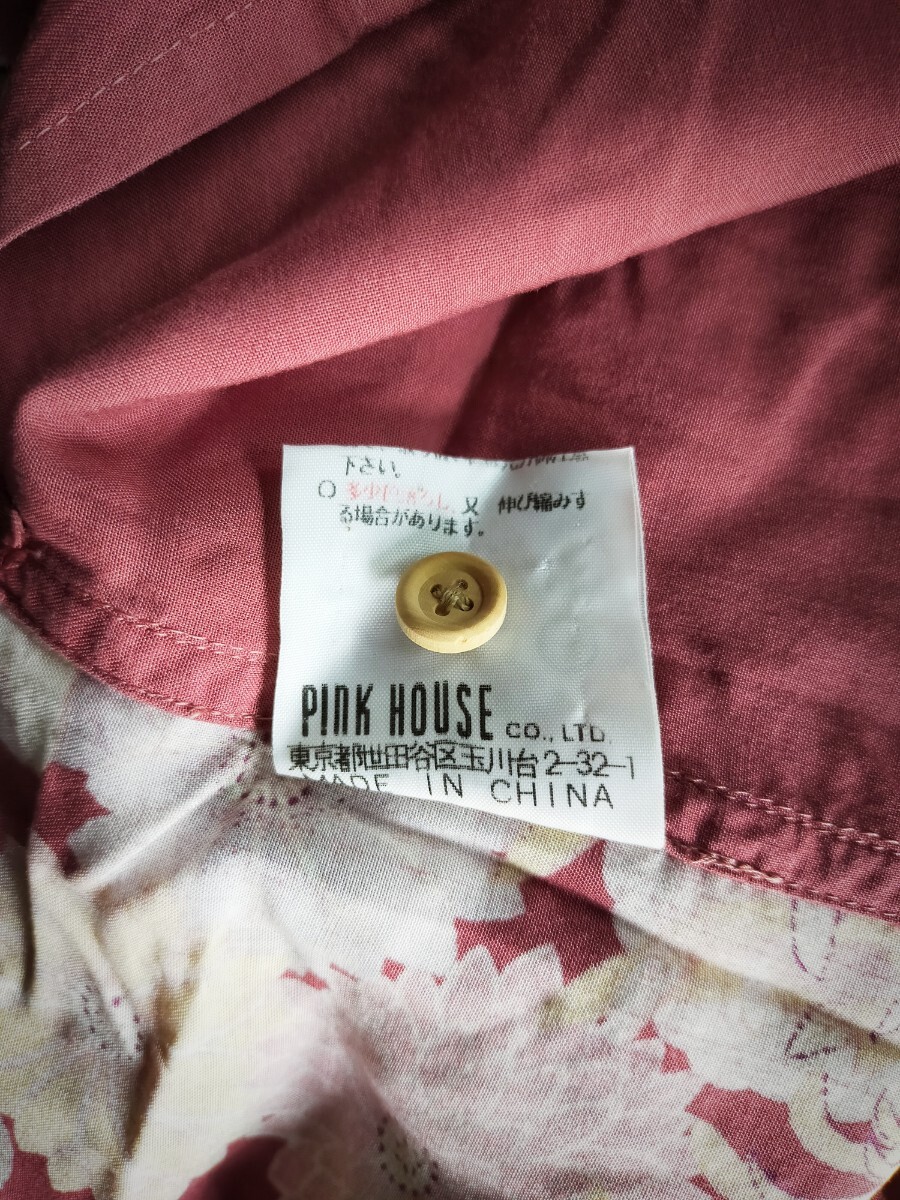 下さい。
○ 多少色落ちし、又 伸び縮みす
る場合があります。
PINK HOUSE CO., LTD.
東京都世田谷区玉川台2-32-1
MADE IN CHINA